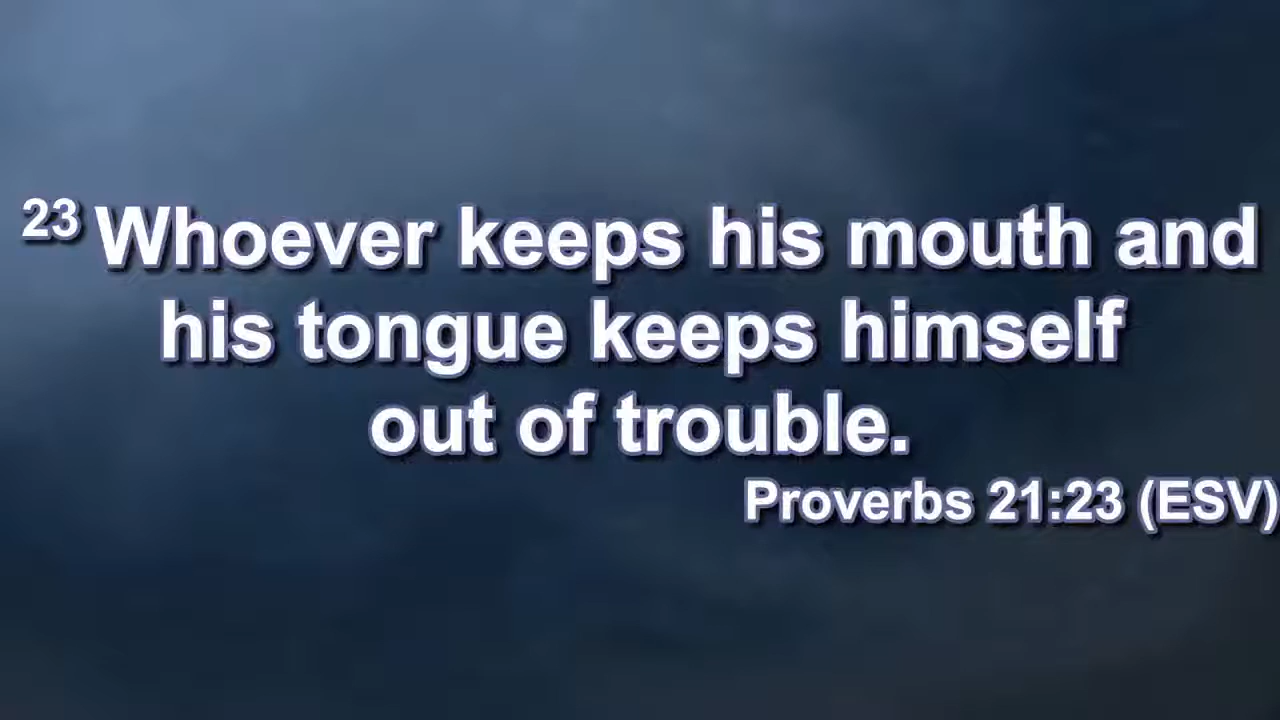 23 Whoever keeps his mouth and
his tongue keeps himself
out of trouble.
Proverbs 21:23 (ESV)